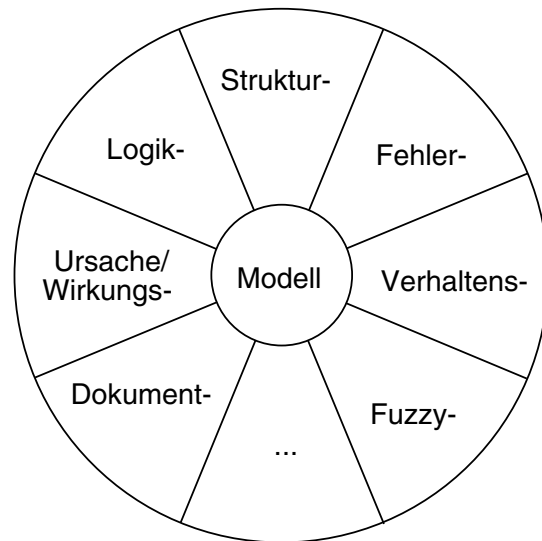 Struktur-
Logik-
Fehler-
Ursache/
Wirkungs-
Modell
Verhaltens-
Dokument-
Fuzzy-
...